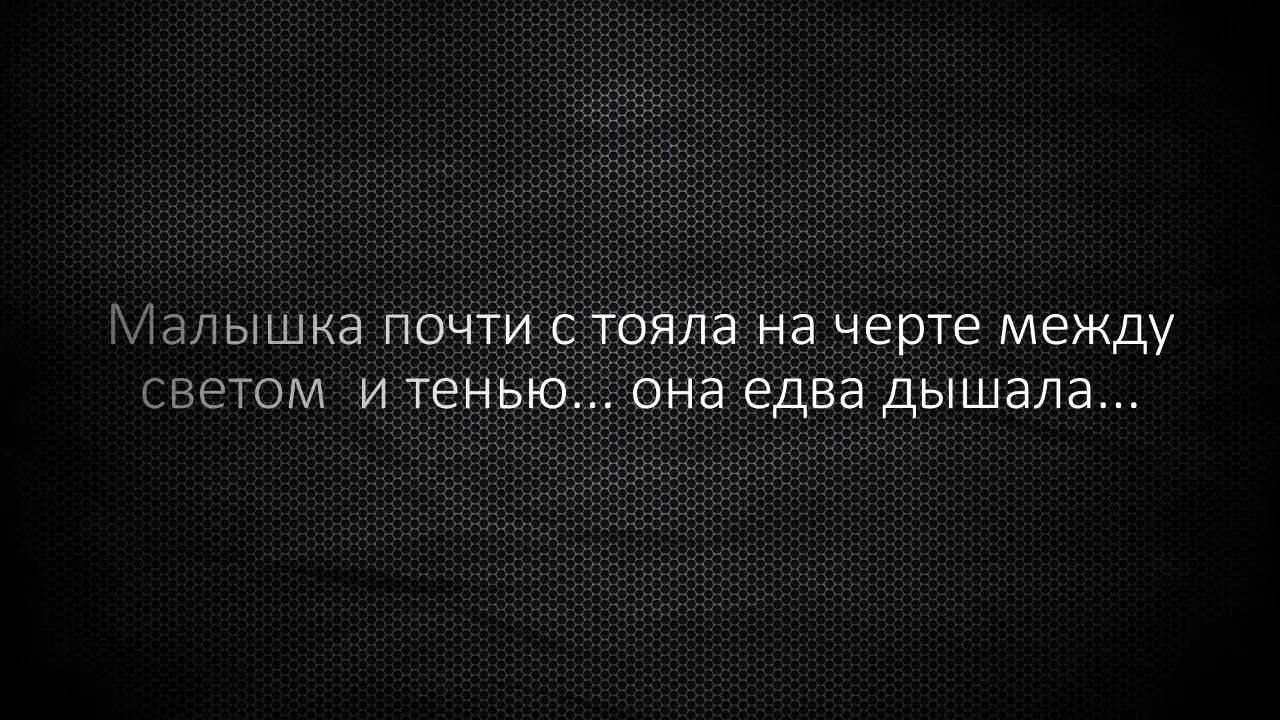 Малышка почти с тояла на черте между
светом  и тенью... она едва дышала...